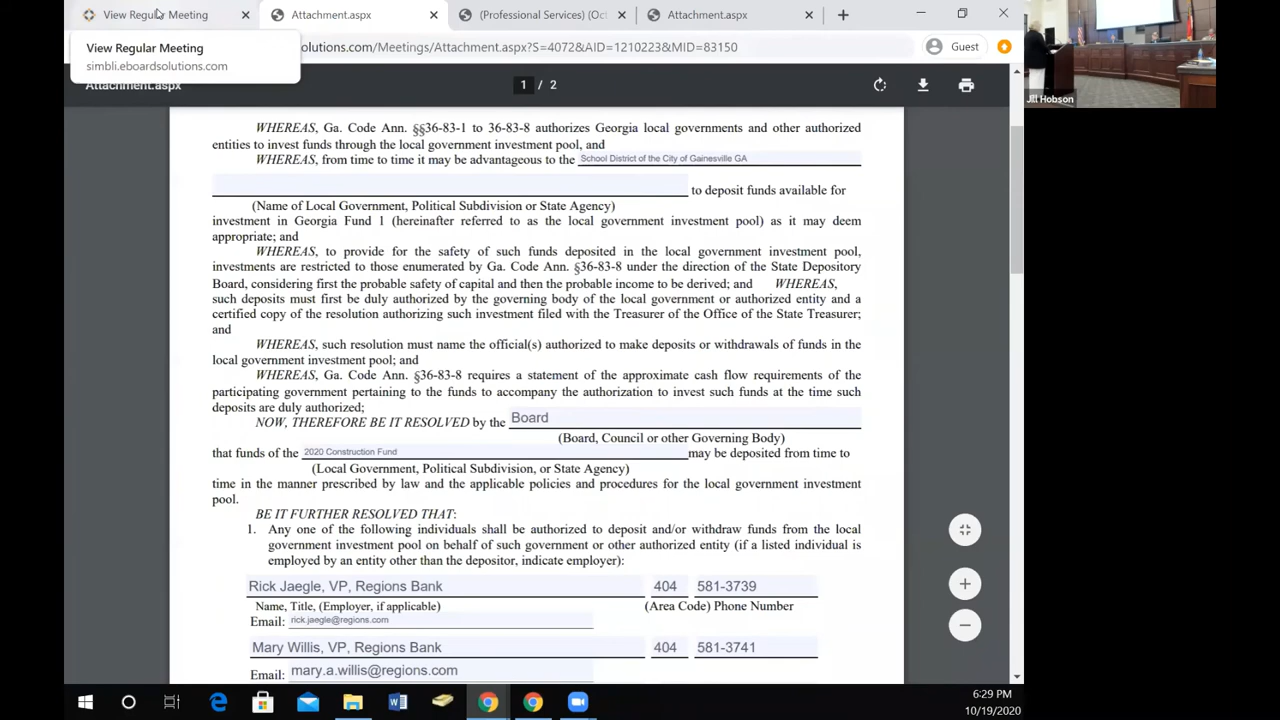 View Regular Meeting
Attachment.aspx
(Professional Services) (Oct
Attachment.aspx
View Regular Meeting
simbli.eboardsolutions.com
olutions.com/Meetings/Attachment.aspx?S=4072&AID=1210223&MID=83150
Guest
Attachment.aspx
1 / 2
Jill Hobson
WHEREAS, Ga. Code Ann. §§36-83-1 to 36-83-8 authorizes Georgia local governments and other authorized
entities to invest funds through the local government investment pool, and
WHEREAS, from time to time it may be advantageous to the School District of the City of Gainesville GA
to deposit funds available for
(Name of Local Government, Political Subdivision or State Agency)
investment in Georgia Fund 1 (hereinafter referred to as the local government investment pool) as it may deem
appropriate; and
WHEREAS, to provide for the safety of such funds deposited in the local government investment pool,
investments are restricted to those enumerated by Ga. Code Ann. §36-83-8 under the direction of the State Depository
Board, considering first the probable safety of capital and then the probable income to be derived; and WHEREAS,
such deposits must first be duly authorized by the governing body of the local government or authorized entity and a
certified copy of the resolution authorizing such investment filed with the Treasurer of the Office of the State Treasurer;
and
WHEREAS, such resolution must name the official(s) authorized to make deposits or withdrawals of funds in the
local government investment pool; and
WHEREAS, Ga. Code Ann. §36-83-8 requires a statement of the approximate cash flow requirements of the
participating government pertaining to the funds to accompany the authorization to invest such funds at the time such
deposits are duly authorized;
NOW, THEREFORE BE IT RESOLVED by the Board
(Board, Council or other Governing Body)
that funds of the 2020 Construction Fund may be deposited from time to
(Local Government, Political Subdivision, or State Agency)
time in the manner prescribed by law and the applicable policies and procedures for the local government investment
pool.
BE IT FURTHER RESOLVED THAT:
1. Any one of the following individuals shall be authorized to deposit and/or withdraw funds from the local
government investment pool on behalf of such government or other authorized entity (if a listed individual is
employed by an entity other than the depositor, indicate employer):
Rick Jaegle, VP, Regions Bank 404 581-3739
Name, Title, (Employer, if applicable) (Area Code) Phone Number
Email: rick.jaegle@regions.com
Mary Willis, VP, Regions Bank 404 581-3741
Email: mary.a.willis@regions.com
6:29 PM
10/19/2020